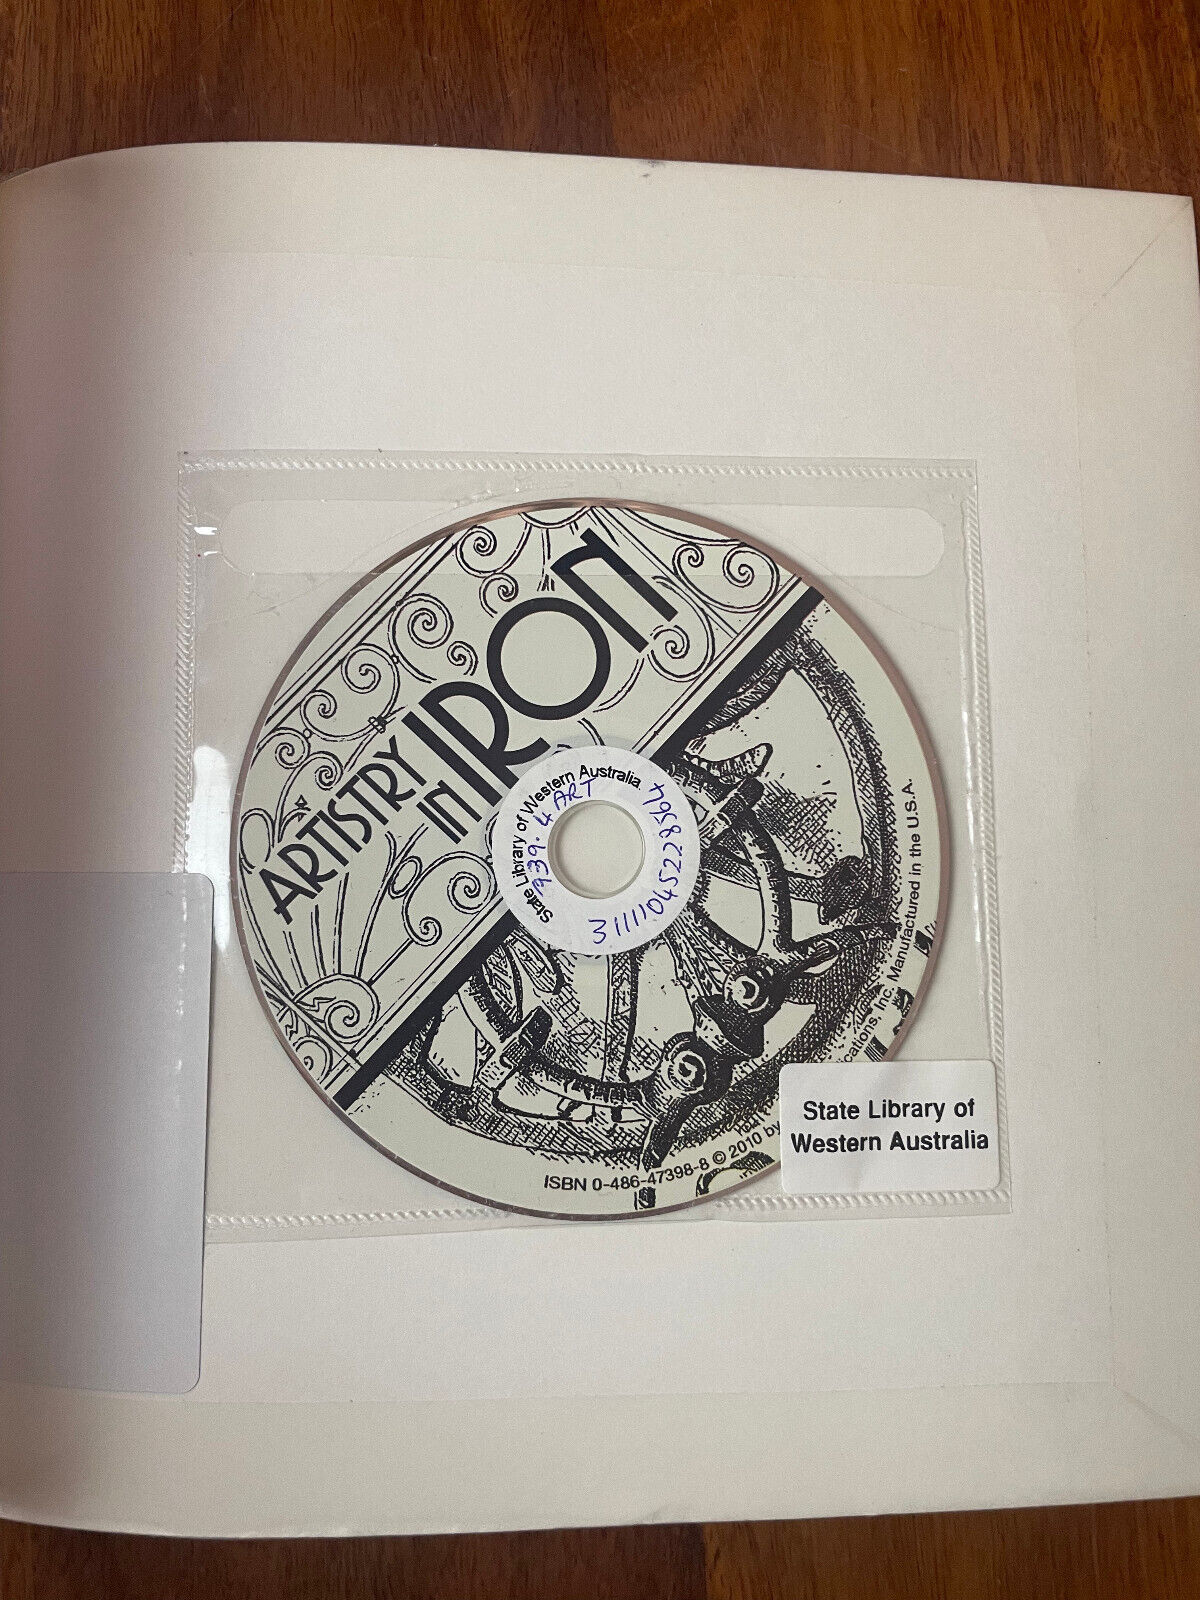 ARTISTRY
IN IRON
State Library of Western Australia
739.4 ART
31111045228564
ISBN 0-486-47398-8 © 2010 by
Inc. Manufactured in the U.S.A.
State Library of
Western Australia